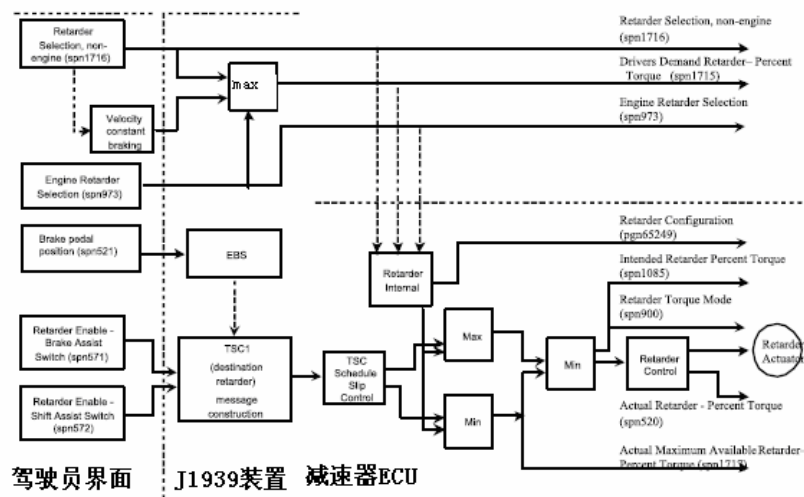 Retarder
Selection, non-
engine (spn1716)
Velocity
constant
braking
Engine Retarder
Selection (spn973)
Brake pedal
position (spn521)
Retarder Enable -
Brake Assist
Switch (spn571)
Retarder Enable -
Shift Assist Switch
(spn572)
驾驶员界面
max
EBS
TSC1
(destination
retarder)
message
construction
J1939装置
TSC
Schedule
Slip
Control
减速器ECU
Retarder
Internal
Max
Min
Min
Retarder
Control
Retarder Selection, non-engine
(spn1716)
Drivers Demand Retarder– Percent
Torque (spn1715)
Engine Retarder Selection
(spn973)
Retarder Configuration
(pgn65249)
Intended Retarder Percent Torque
(spn1085)
Retarder Torque Mode
(spn900)
Retarder
Actuator
Actual Retarder - Percent Torque
(spn520)
Actual Maximum Available Retarder-
Percent Torque (spn1717)